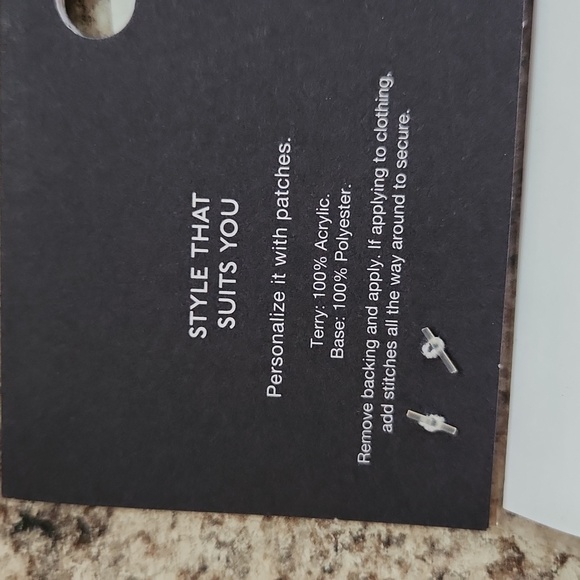 STYLE THAT
SUITS YOU
Personalize it with patches.
Terry: 100% Acrylic.
Base: 100% Polyester.
Remove backing and apply. If applying to clothing,
add stitches all the way around to secure.